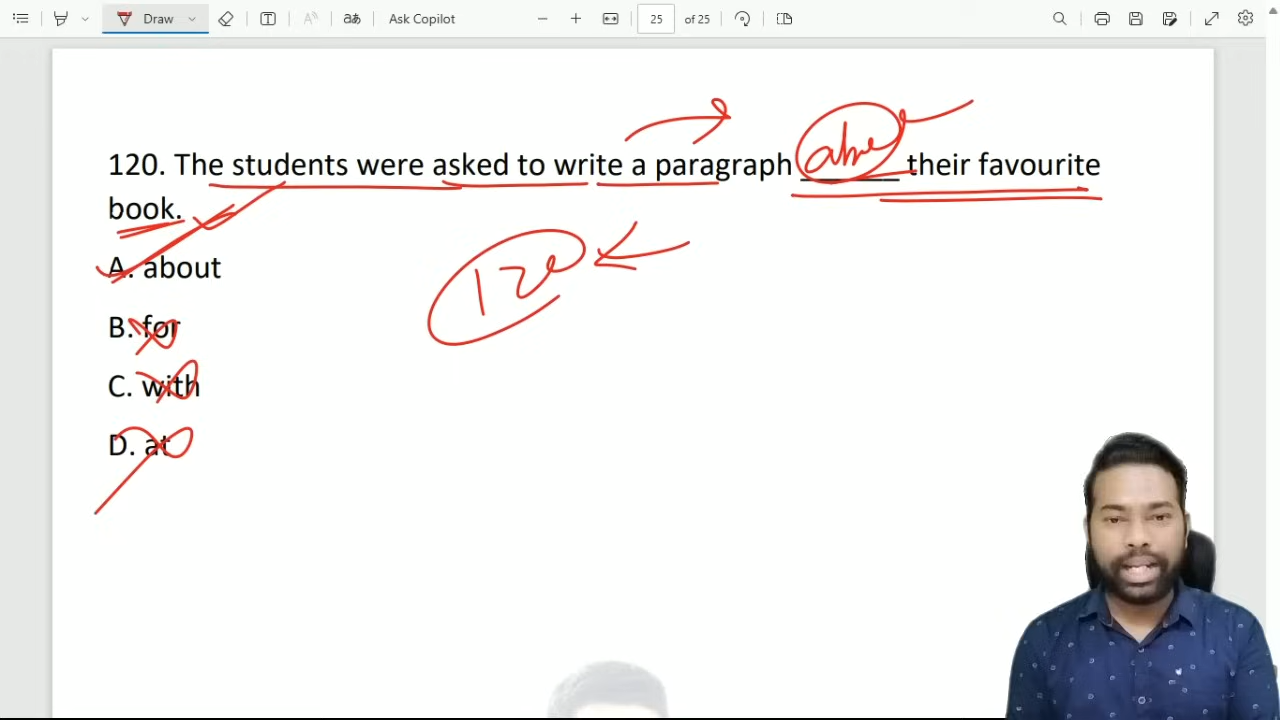 Draw
Ask Copilot
25
of 25
120. The students were asked to write a paragraph ______ their favourite
book.
A. about
B. for
C. with
D. at
120